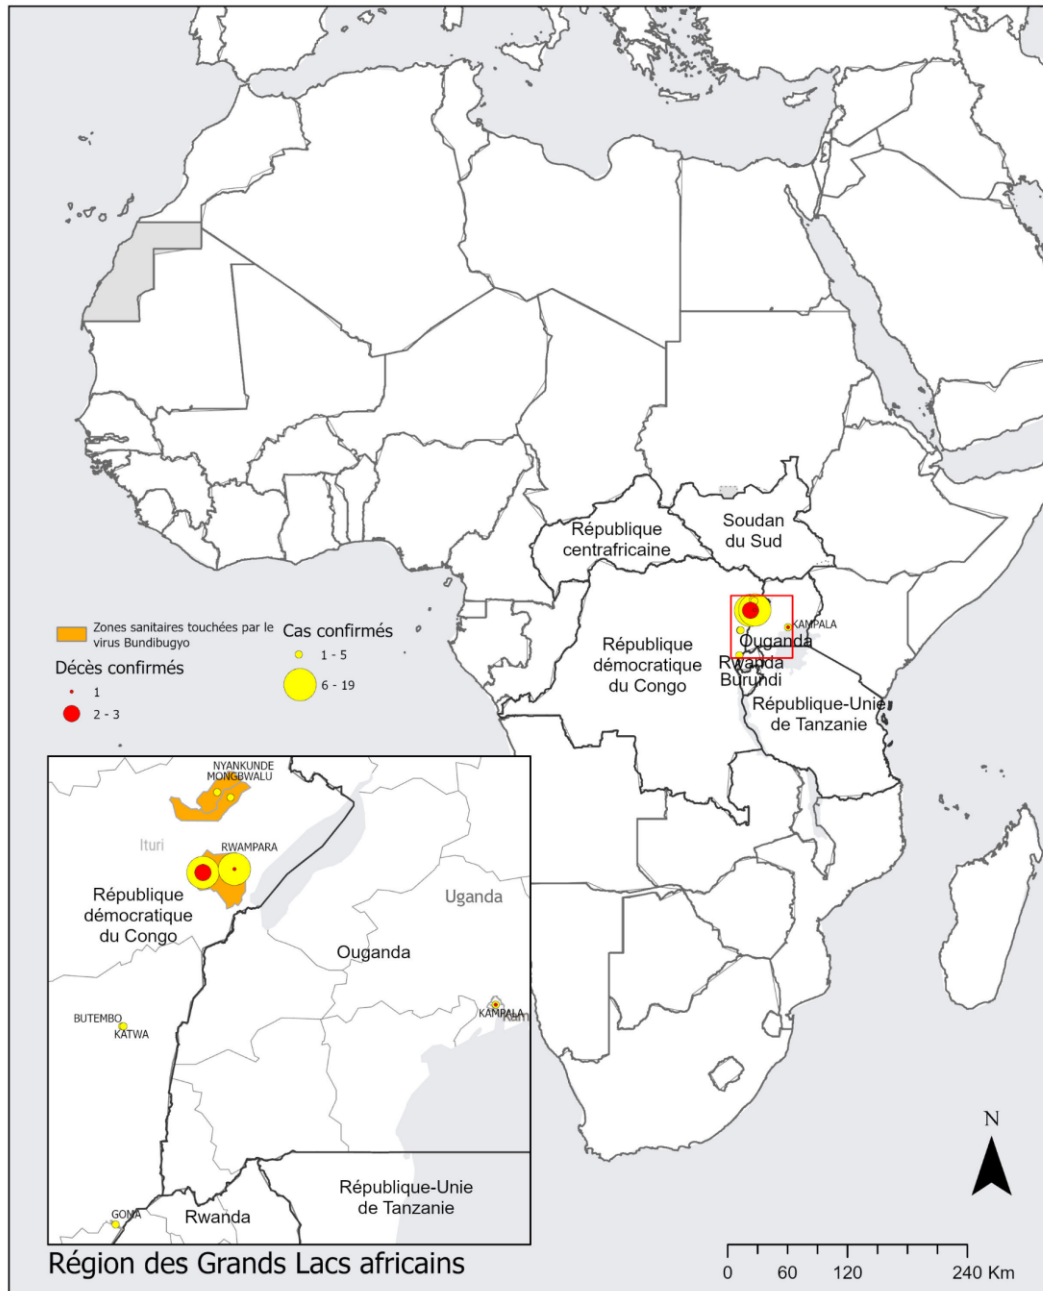 République
centrafricaine
Soudan
du Sud
KAMPALA
Ouganda
République
démocratique
du Congo
Rwanda
Burundi
République-Unie
de Tanzanie
Zones sanitaires touchées par le
virus Bundibugyo
Décès confirmés
1
2 - 3
Cas confirmés
1 - 5
6 - 19
NYANKUNDE
MONGBWALU
Ituri
RWAMPARA
République
démocratique
du Congo
Uganda
Ouganda
KAMPALA
Kam
BUTEMBO
KATWA
GOMA
Rwanda
République-Unie
de Tanzanie
Région des Grands Lacs africains
N
0 60 120 240 Km